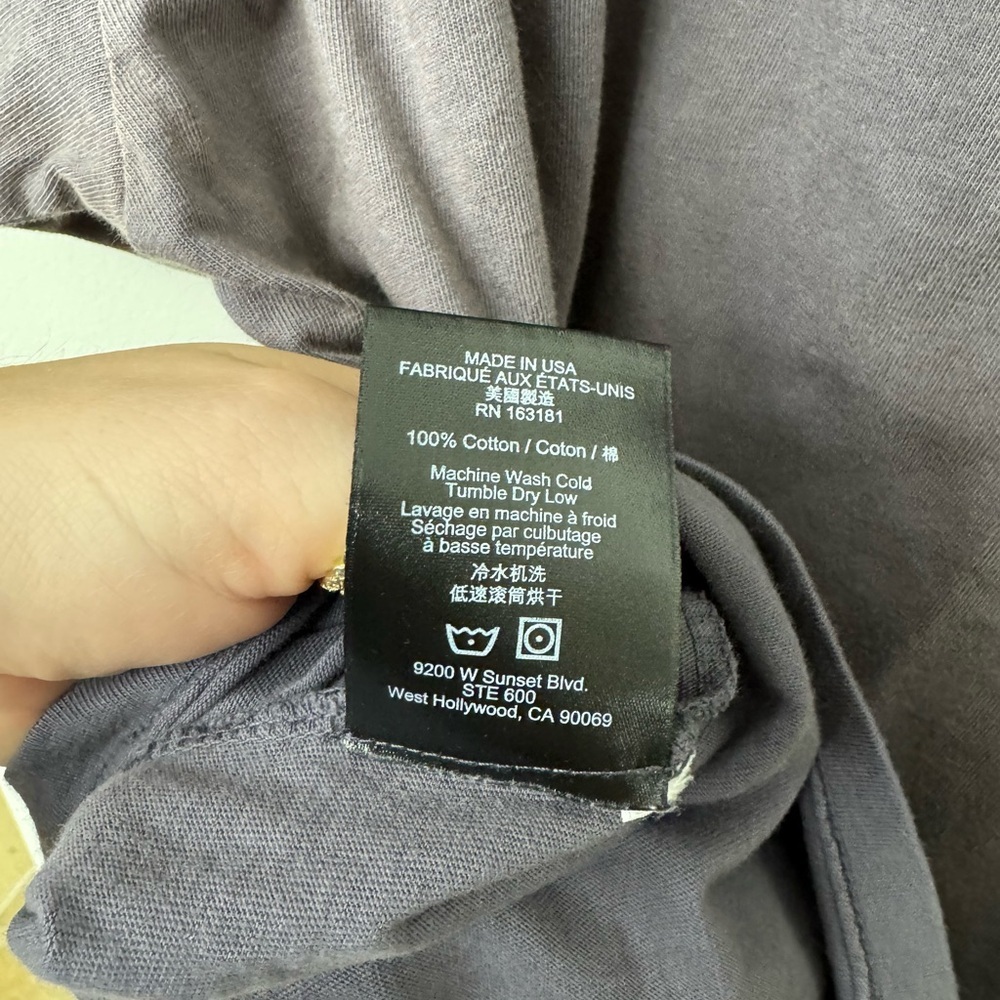 MADE IN USA
FABRIQUÉ AUX ÉTATS-UNIS
美國製造
RN 163181
100% Cotton / Coton / 棉
Machine Wash Cold
Tumble Dry Low
Lavage en machine à froid
Séchage par culbutage
à basse température
冷水机洗
低速滚筒烘干
9200 W Sunset Blvd.
STE 600
West Hollywood, CA 90069